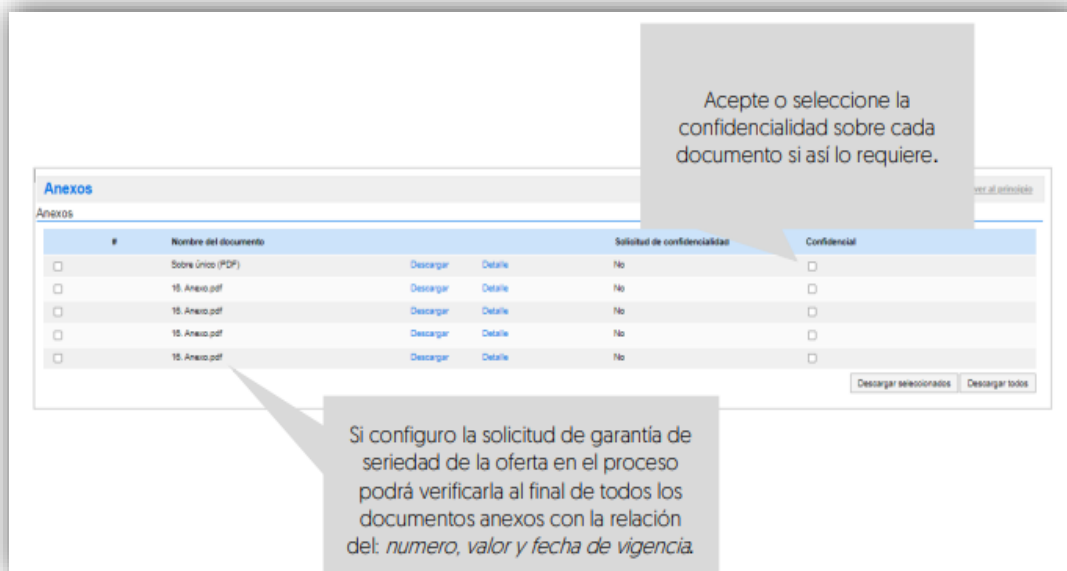 Acepte o seleccione la
confidencialidad sobre cada
documento si así lo requiere.
Anexos
ver al principio
Anexos
# Nombre del documento Solicitud de confidencialidad Confidencial
Sobre único (PDF) Descargar Detalle No
16. Anexo.pdf Descargar Detalle No
16. Anexo.pdf Descargar Detalle No
16. Anexo.pdf Descargar Detalle No
16. Anexo.pdf Descargar Detalle No
Descargar seleccionados Descargar todos
Si configuro la solicitud de garantía de
seriedad de la oferta en el proceso
podrá verificarla al final de todos los
documentos anexos con la relación
del: numero, valor y fecha de vigencia.